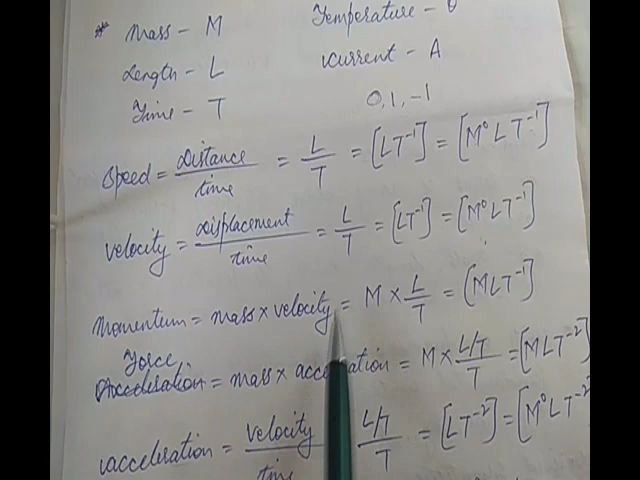 * Mass - M Temperature - θ
Length - L Current - A
Time - T 0, 1, -1
Speed = distance/time = L/T = [LT⁻¹] = [M⁰LT⁻¹]
velocity = displacement/time = L/T = [LT⁻¹] = [M⁰LT⁻¹]
Momentum = mass × velocity = M × L/T = [MLT⁻¹]
Force
Acceleration = mass × acceleration = M × L/T/T = [MLT⁻²]
acceleration = velocity/time L/T/T = [LT⁻²] = [M⁰LT⁻²